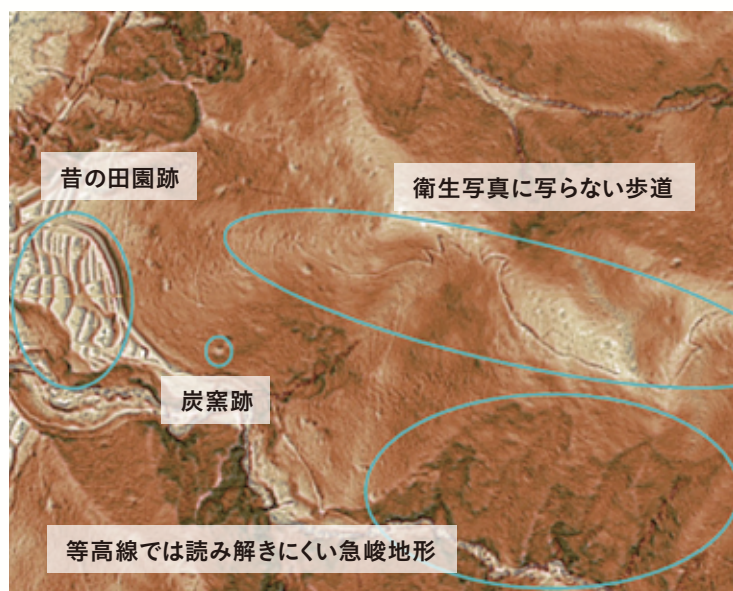 昔の田園跡
衛生写真に写らない歩道
炭窯跡
等高線では読み解きにくい急峻地形